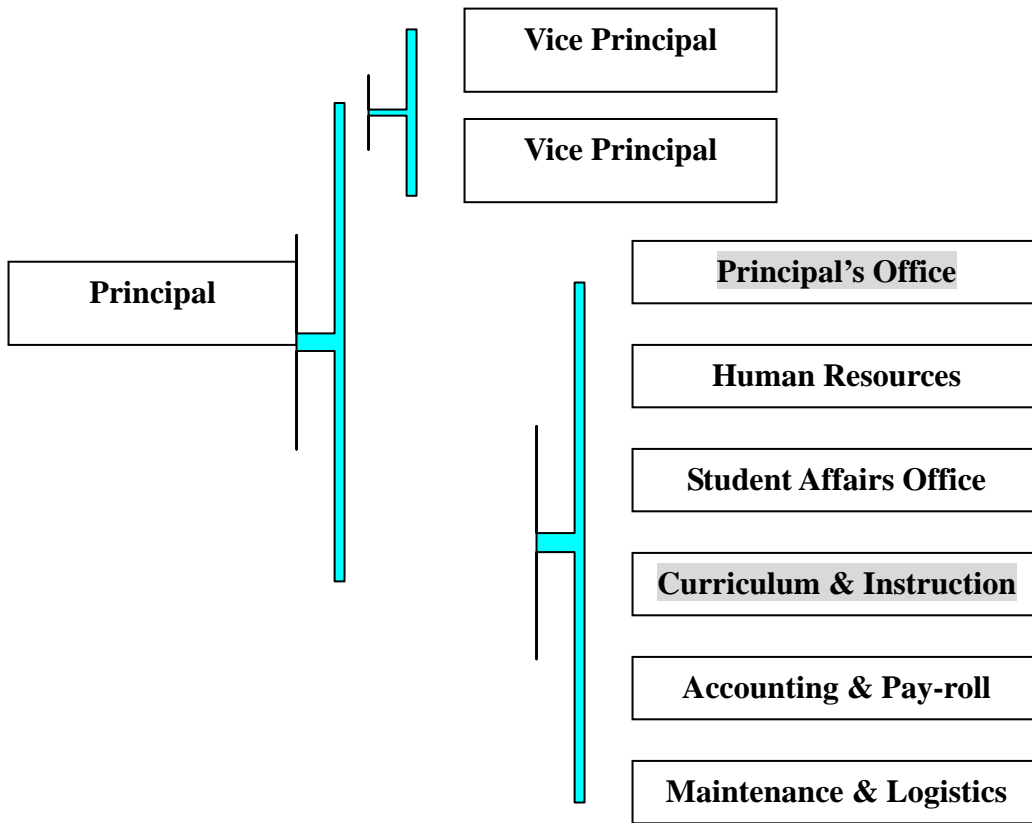 Vice Principal
Vice Principal
Principal
Principal’s Office
Human Resources
Student Affairs Office
Curriculum & Instruction
Accounting & Pay-roll
Maintenance & Logistics